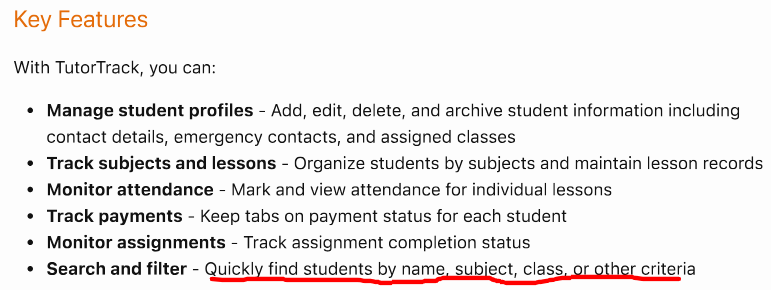 Key Features
With TutorTrack, you can:
• Manage student profiles - Add, edit, delete, and archive student information including
contact details, emergency contacts, and assigned classes
• Track subjects and lessons - Organize students by subjects and maintain lesson records
• Monitor attendance - Mark and view attendance for individual lessons
• Track payments - Keep tabs on payment status for each student
• Monitor assignments - Track assignment completion status
• Search and filter - Quickly find students by name, subject, class, or other criteria